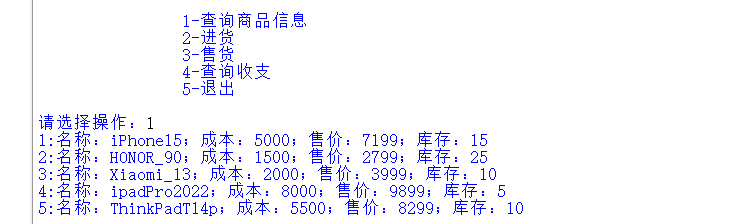 1-查询商品信息
2-进货
3-售货
4-查询收支
5-退出
请选择操作：1
1:名称：iPhone15；成本：5000；售价：7199；库存：15
2:名称：HONOR_90；成本：1500；售价：2799；库存：25
3:名称：Xiaomi_13；成本：2000；售价：3999；库存：10
4:名称：ipadPro2022；成本：8000；售价：9899；库存：5
5:名称：ThinkPadT14p；成本：5500；售价：8299；库存：10